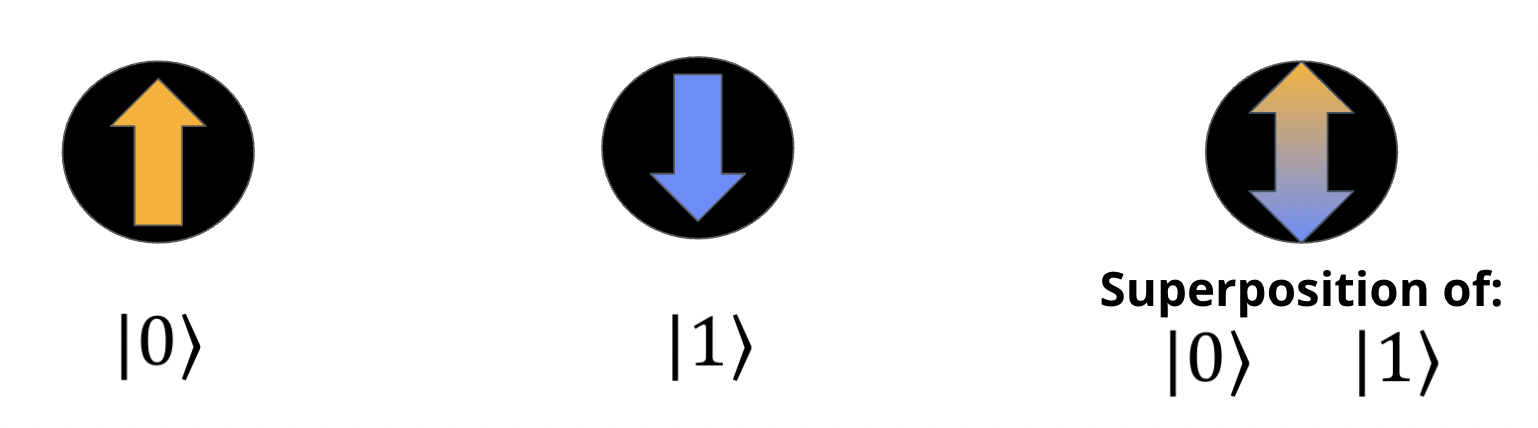 |0⟩
|1⟩
Superposition of:
|0⟩ |1⟩